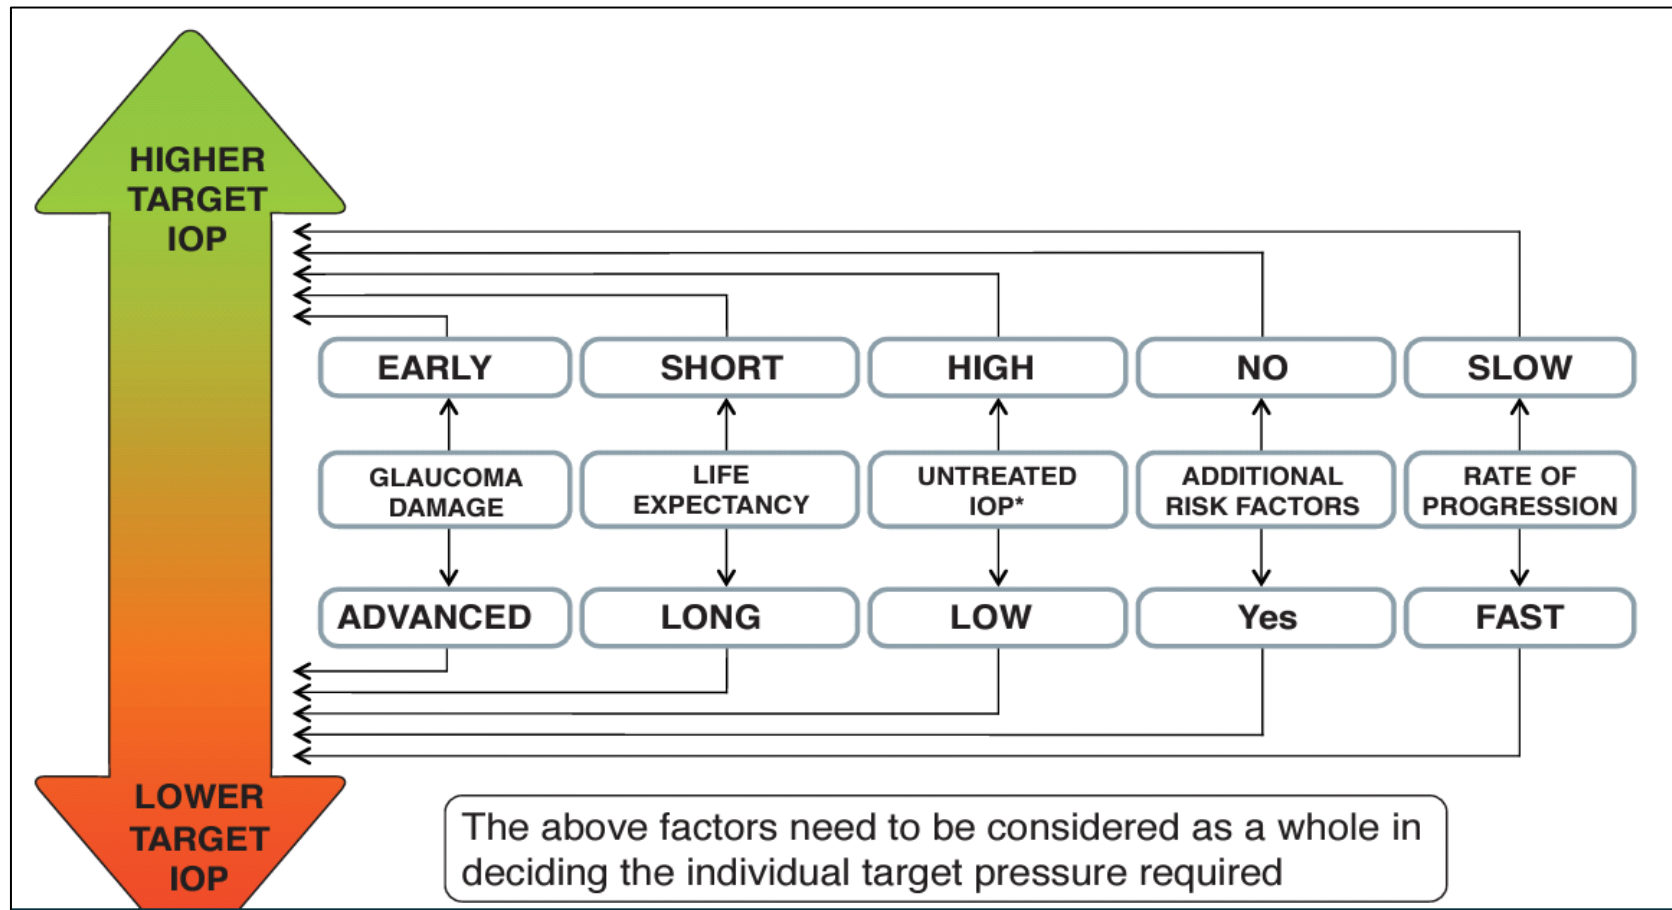 HIGHER
TARGET
IOP
EARLY
SHORT
HIGH
NO
SLOW
GLAUCOMA
DAMAGE
LIFE
EXPECTANCY
UNTREATED
IOP*
ADDITIONAL
RISK FACTORS
RATE OF
PROGRESSION
ADVANCED
LONG
LOW
Yes
FAST
LOWER
TARGET
IOP
The above factors need to be considered as a whole in
deciding the individual target pressure required